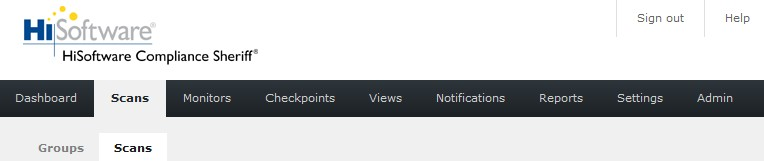 HiSoftware®
Sign out Help
HiSoftware Compliance Sheriff®
Dashboard Scans Monitors Checkpoints Views Notifications Reports Settings Admin
Groups Scans